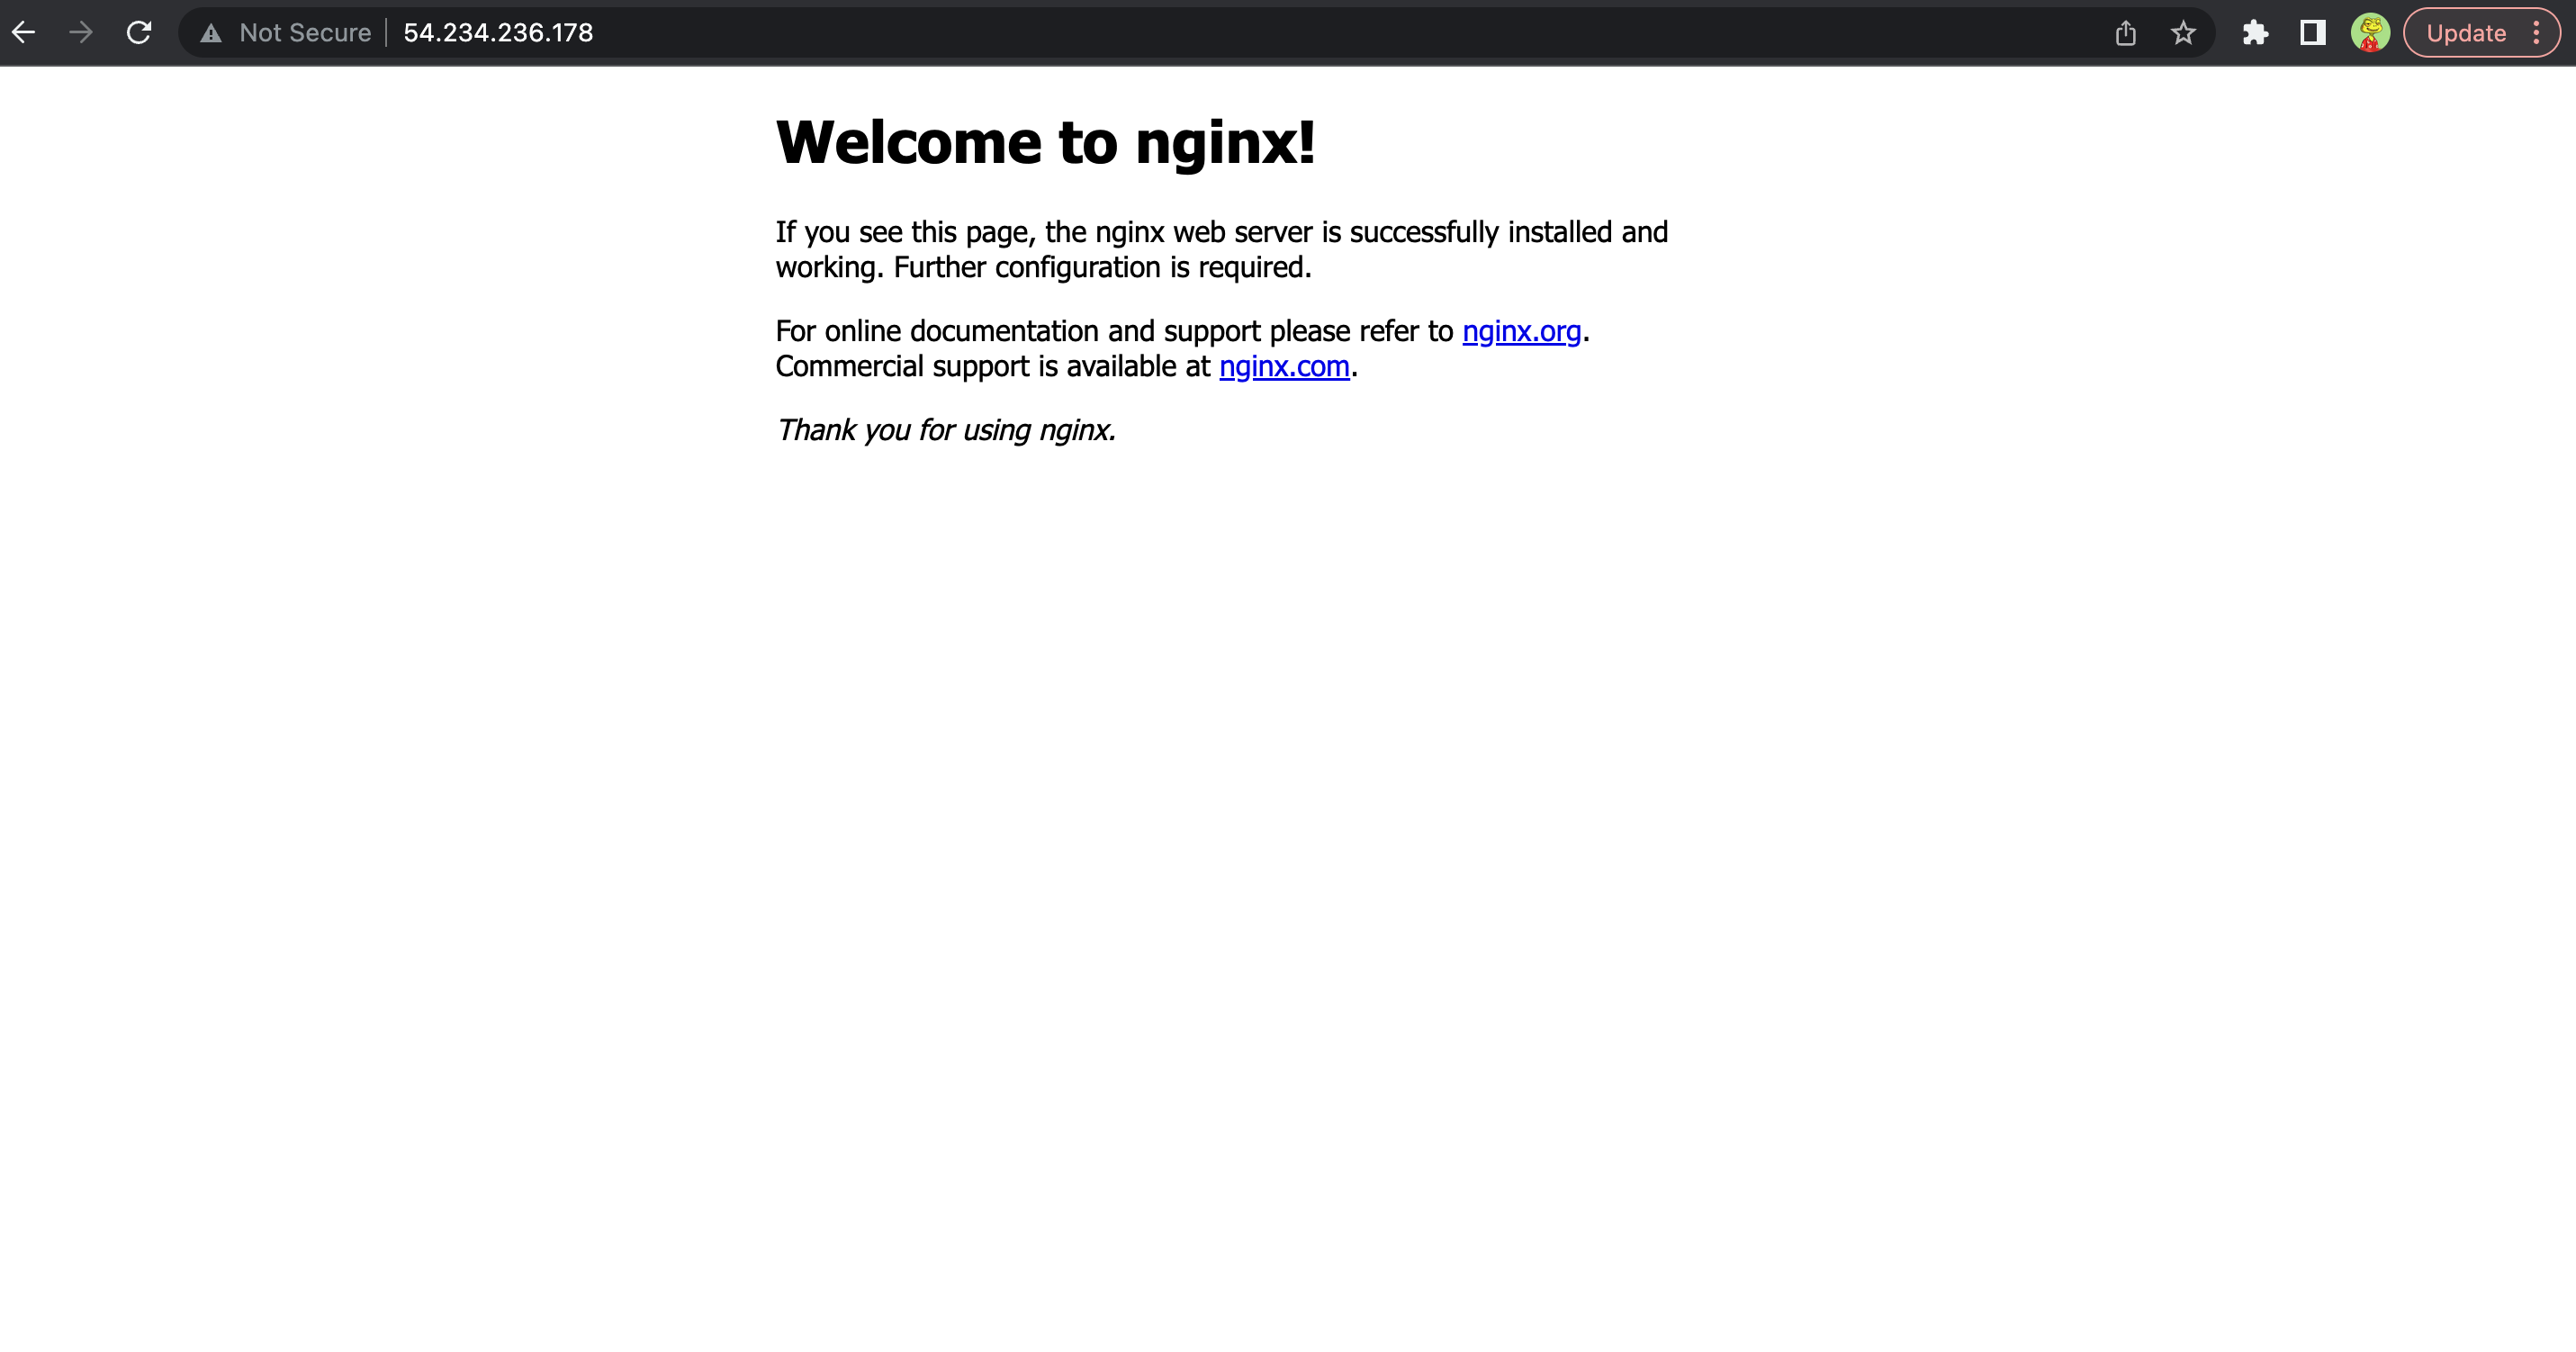 Not Secure 54.234.236.178 Update
Welcome to nginx!
If you see this page, the nginx web server is successfully installed and
working. Further configuration is required.
For online documentation and support please refer to nginx.org.
Commercial support is available at nginx.com.
Thank you for using nginx.